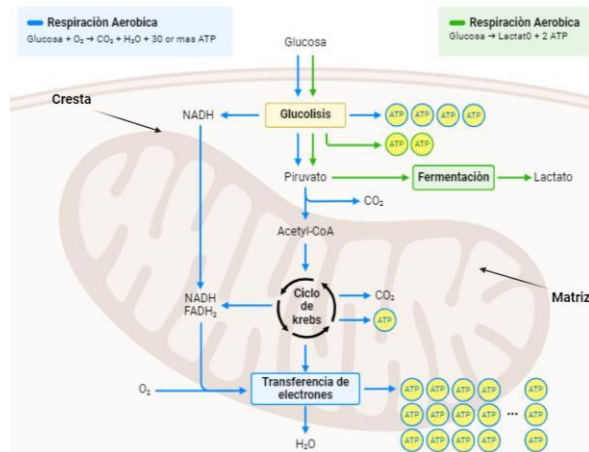 Respiraciòn Aerobica
Glucosa + O₂ → CO₂ + H₂O + 30 or mas ATP
Respiraciòn Aerobica
Glucosa → Lactat0 + 2 ATP
Glucosa
Cresta
NADH
Glucolisis
ATP ATP ATP ATP
ATP ATP
Piruvato
Fermentaciòn
Lactato
CO₂
Acetyl-CoA
Ciclo
de
krebs
NADH
FADH₂
CO₂
ATP
Matriz
O₂
Transferencia de
electrones
ATP ATP ATP ATP ... ATP
ATP ATP ATP ATP ATP
ATP ATP ATP ATP ATP
H₂O